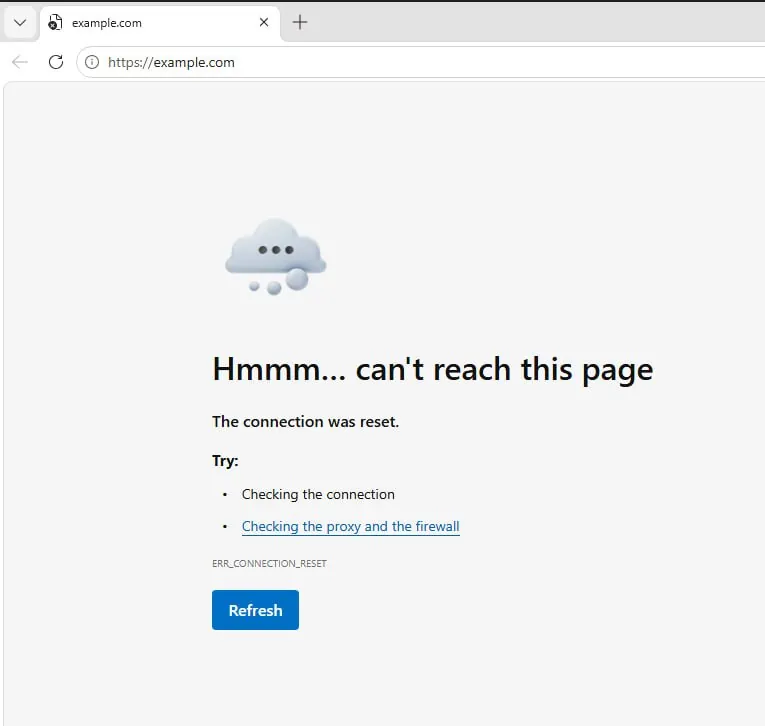 example.com
https://example.com
Hmmm... can't reach this page
The connection was reset.
Try:
• Checking the connection
• Checking the proxy and the firewall
ERR_CONNECTION_RESET
Refresh